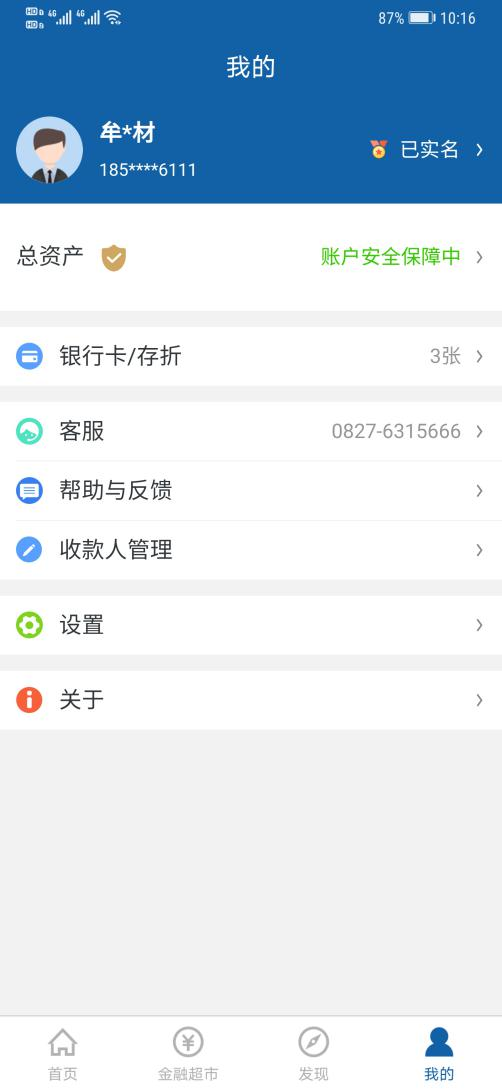 87% 10:16
我的
牟*材
185****6111
已实名
总资产
账户安全保障中
银行卡/存折
3张
客服
0827-6315666
帮助与反馈
收款人管理
设置
关于
首页
金融超市
发现
我的